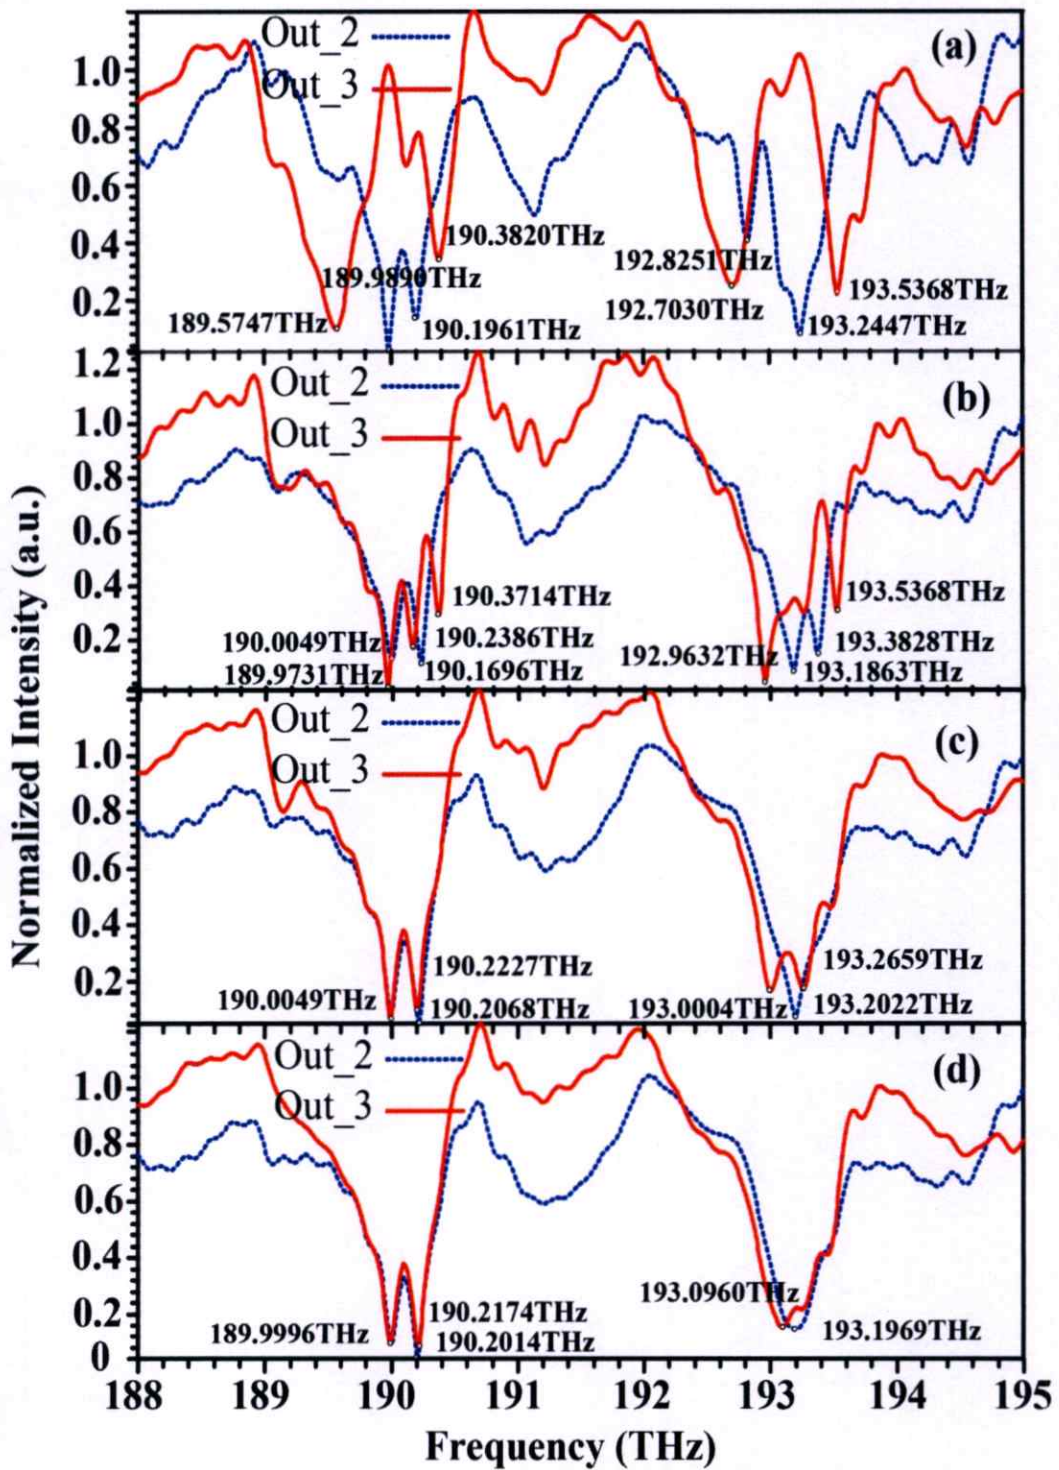 Normalized Intensity (a.u.)
Out_2
(a)
Out_3
1.0
0.8
0.6
0.4
0.2
190.3820THz
189.9890THz
192.8251THz
189.5747THz
190.1961THz
192.7030THz
193.5368THz
193.2447THz
1.2
Out_2
(b)
Out_3
1.0
0.8
0.6
0.4
0.2
190.3714THz
193.5368THz
190.0049THz
190.2386THz
192.9632THz
193.3828THz
189.9731THz
190.1696THz
193.1863THz
Out_2
(c)
Out_3
1.0
0.8
0.6
0.4
0.2
190.2227THz
193.2659THz
190.0049THz
190.2068THz
193.0004THz
193.2022THz
Out_2
(d)
Out_3
1.0
0.8
0.6
0.4
0.2
0
193.0960THz
190.2174THz
189.9996THz
190.2014THz
193.1969THz
188
189
190
191
192
193
194
195
Frequency (THz)